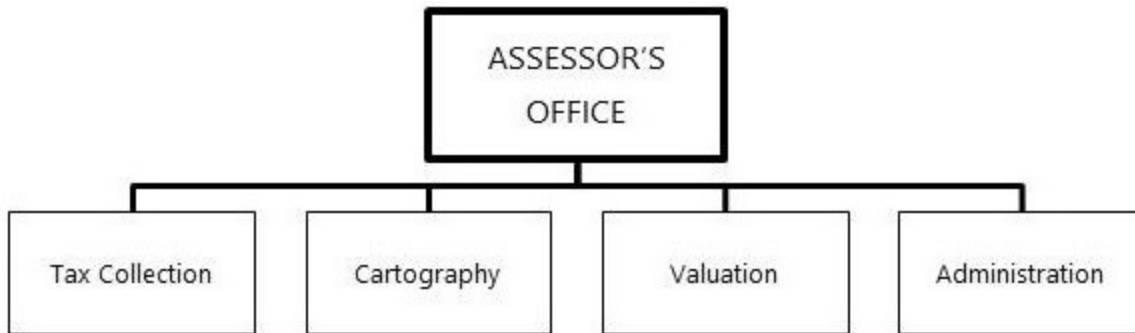 ASSESSOR'S
OFFICE
Tax Collection
Cartography
Valuation
Administration